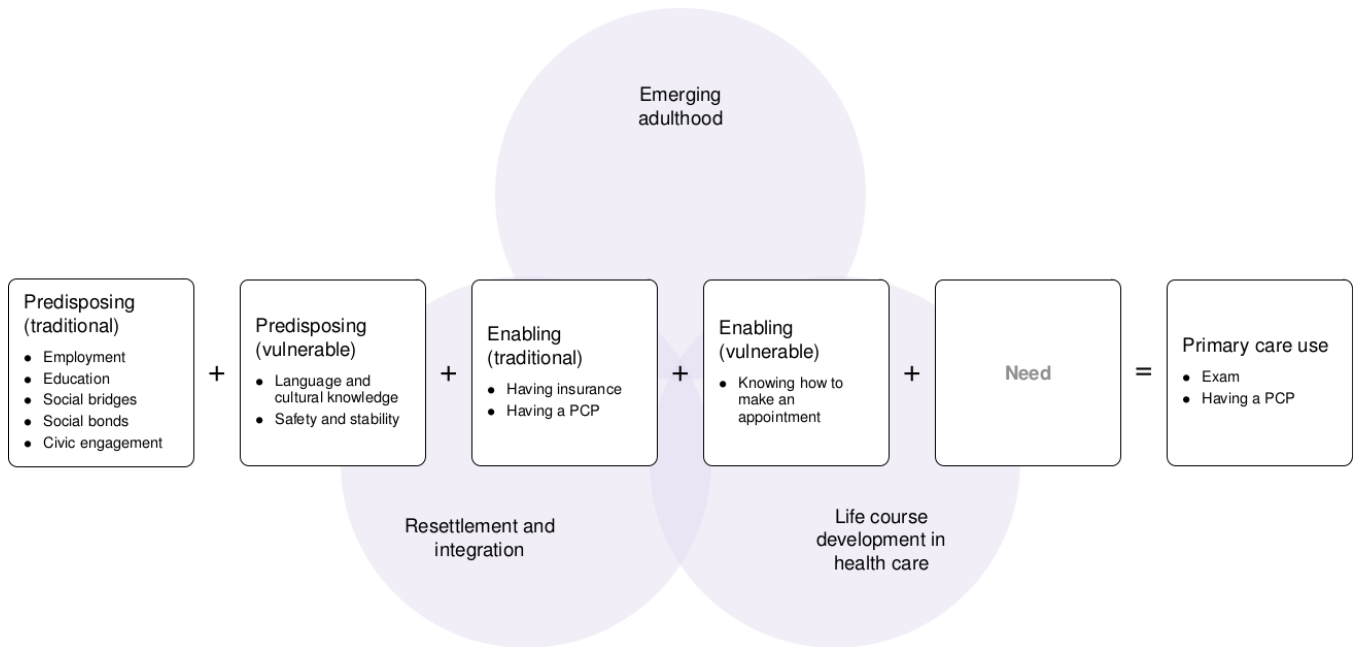 Emerging
adulthood
Predisposing
(traditional)
● Employment
● Education
● Social bridges
● Social bonds
● Civic engagement
+
Predisposing
(vulnerable)
● Language and
cultural knowledge
● Safety and stability
+
Enabling
(traditional)
● Having insurance
● Having a PCP
+
Enabling
(vulnerable)
● Knowing how to
make an
appointment
+
Need
=
Primary care use
● Exam
● Having a PCP
Resettlement and
integration
Life course
development in
health care